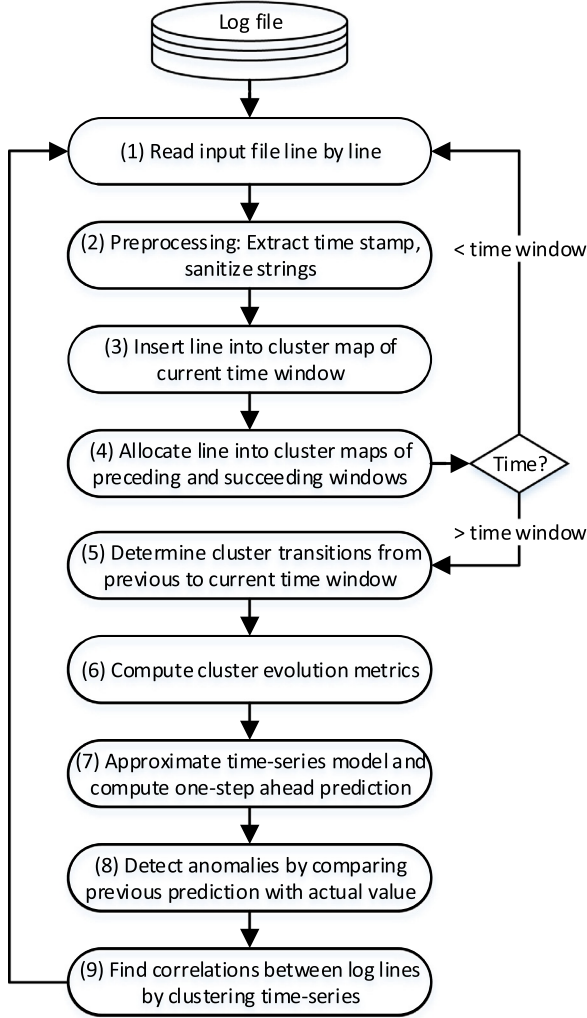 Log file
(1) Read input file line by line
(2) Preprocessing: Extract time stamp,
sanitize strings
< time window
(3) Insert line into cluster map of
current time window
(4) Allocate line into cluster maps of
preceding and succeeding windows
Time?
> time window
(5) Determine cluster transitions from
previous to current time window
(6) Compute cluster evolution metrics
(7) Approximate time-series model and
compute one-step ahead prediction
(8) Detect anomalies by comparing
previous prediction with actual value
(9) Find correlations between log lines
by clustering time-series